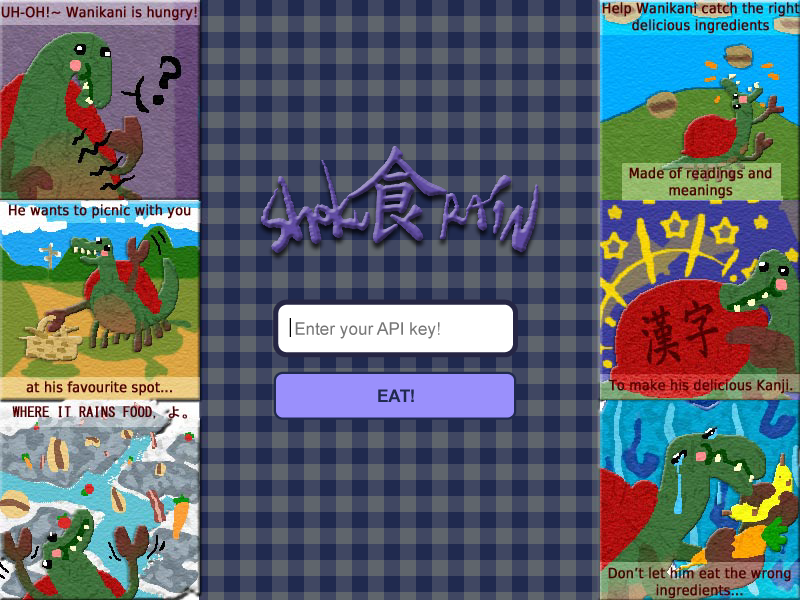 UH-OH!~ Wanikani is hungry!
?
He wants to picnic with you
at his favourite spot...
WHERE IT RAINS FOOD, よ。
Shoku食RAIN
Enter your API key!
EAT!
Help Wanikani catch the right
delicious ingredients
Made of readings and
meanings
漢字
To make his delicious Kanji.
Don't let him eat the wrong
ingredients...